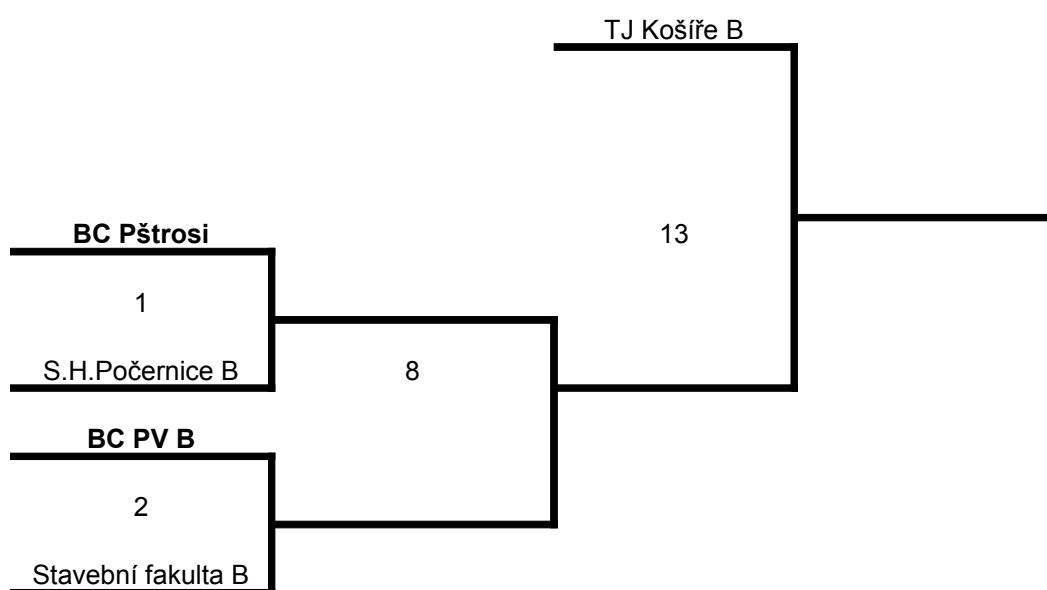 TJ Košíře B
BC Pštrosi
13
1
S.H.Počernice B
8
BC PV B
2
Stavební fakulta B